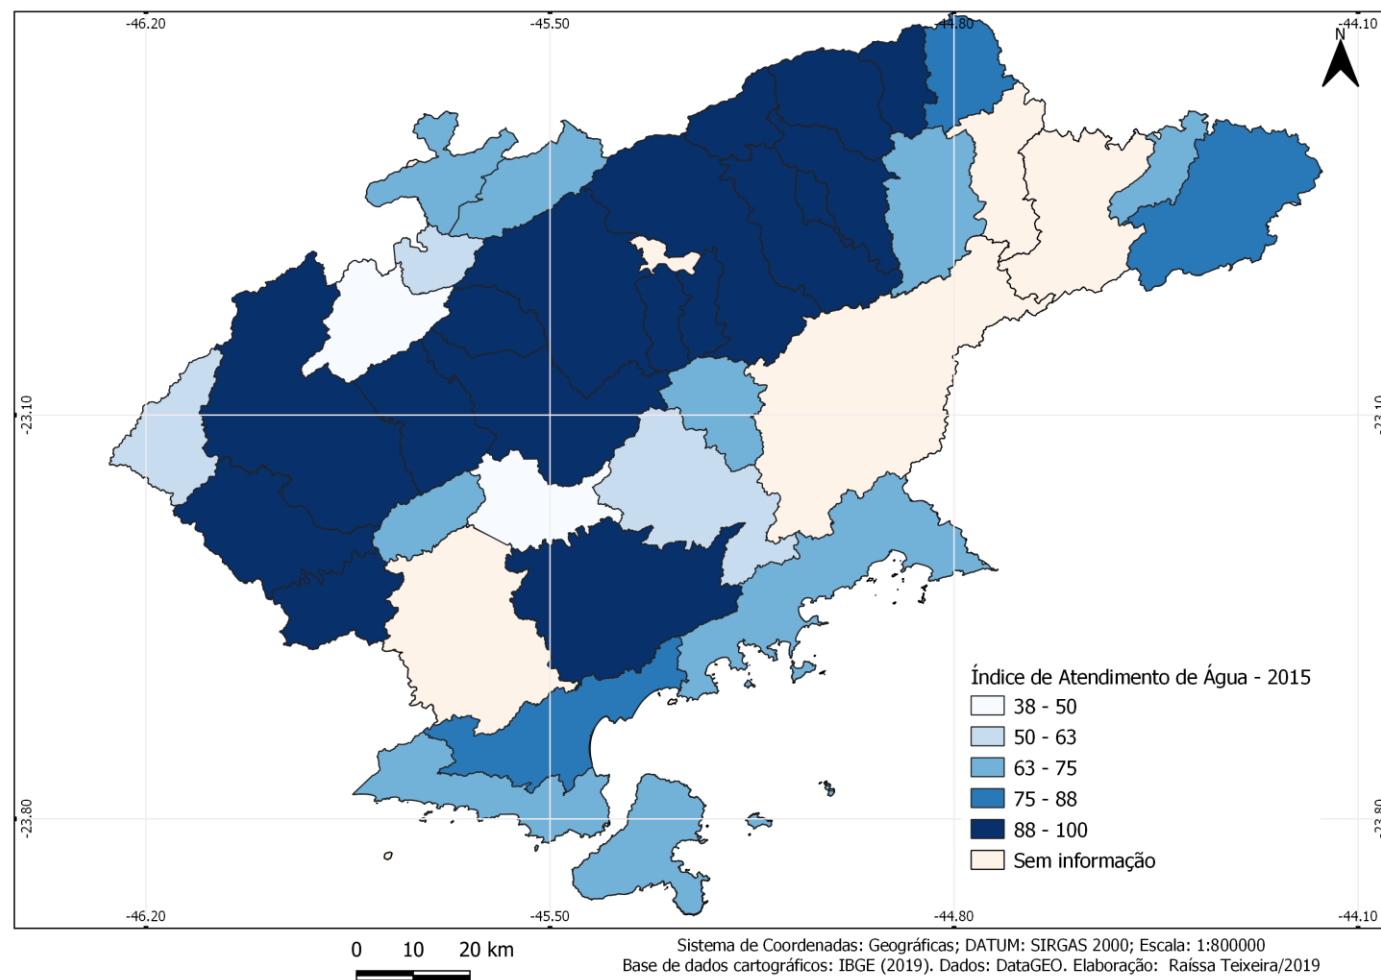 -46.20 -45.50 -44.80 -44.10
N
-23.10 -23.10
Índice de Atendimento de Água - 2015
38 - 50
50 - 63
63 - 75
75 - 88
88 - 100
Sem informação
-23.80 -23.80
-46.20 -45.50 -44.80 -44.10
0 10 20 km
Sistema de Coordenadas: Geográficas; DATUM: SIRGAS 2000; Escala: 1:800000
Base de dados cartográficos: IBGE (2019). Dados: DataGEO. Elaboração: Raíssa Teixeira/2019